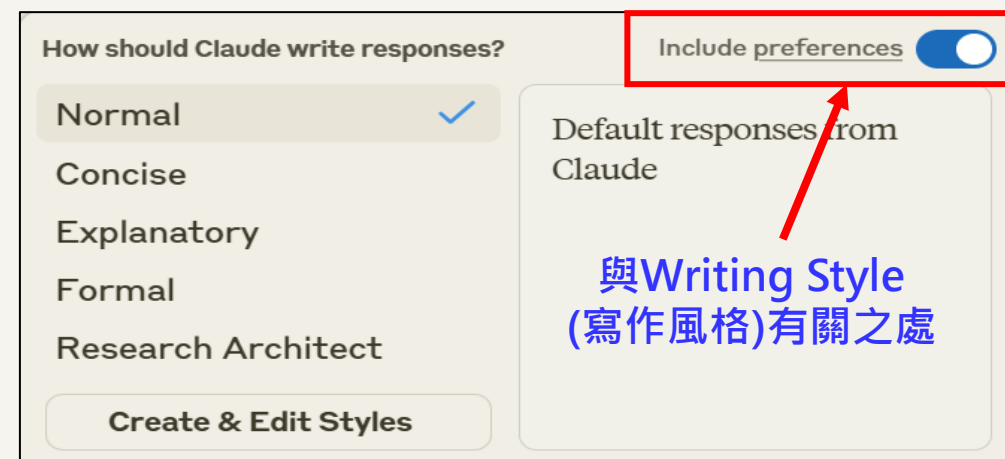 How should Claude write responses?
Include preferences
Normal
Concise
Explanatory
Formal
Research Architect
Create & Edit Styles
Default responses from
Claude
與Writing Style
(寫作風格)有關之處